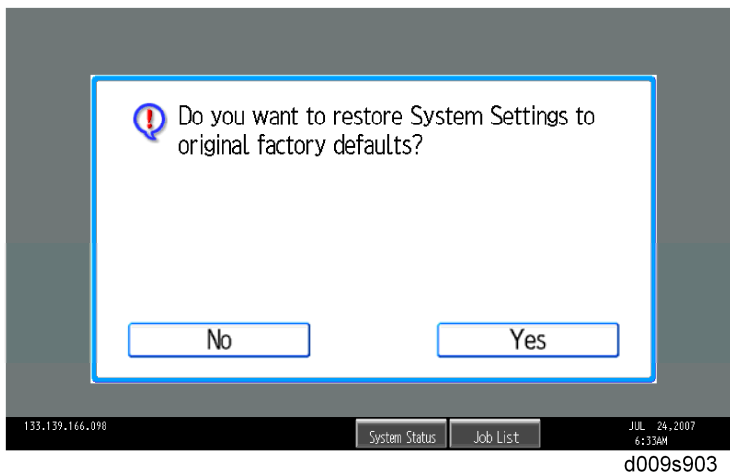 Do you want to restore System Settings to
original factory defaults?
No
Yes
133.139.166.098
System Status
Job List
JUL 24,2007
6:33AM
d009s903